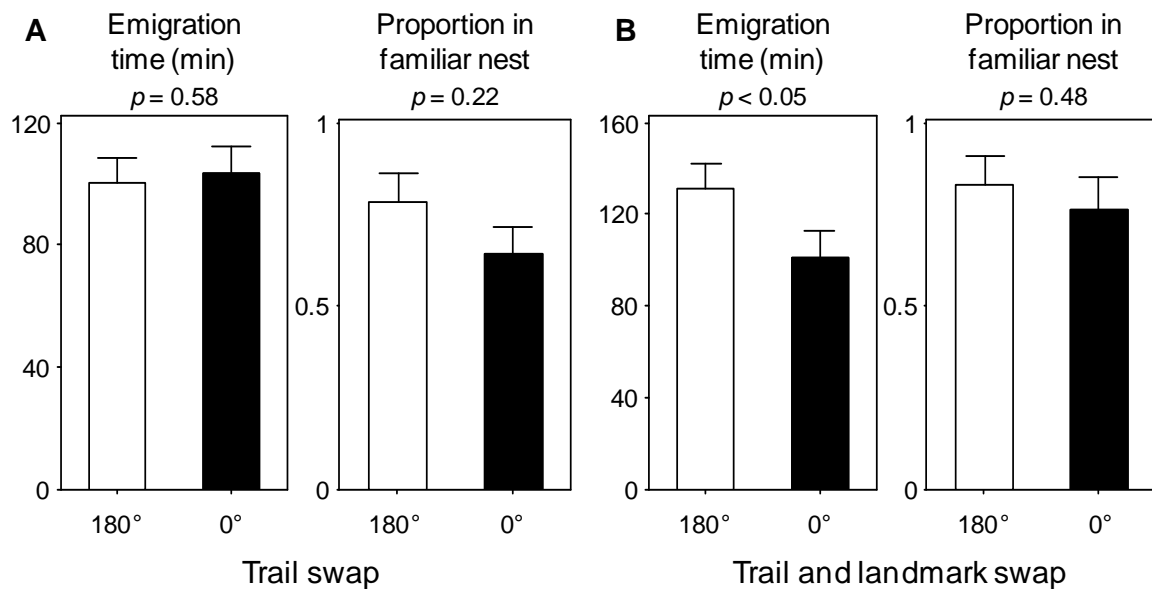 A
Emigration
time (min)
p = 0.58
120
80
40
0
180°
0°
Proportion in
familiar nest
p = 0.22
1
0.5
0
180°
0°
Trail swap
B
Emigration
time (min)
p < 0.05
160
120
80
40
0
180°
0°
Proportion in
familiar nest
p = 0.48
1
0.5
0
180°
0°
Trail and landmark swap